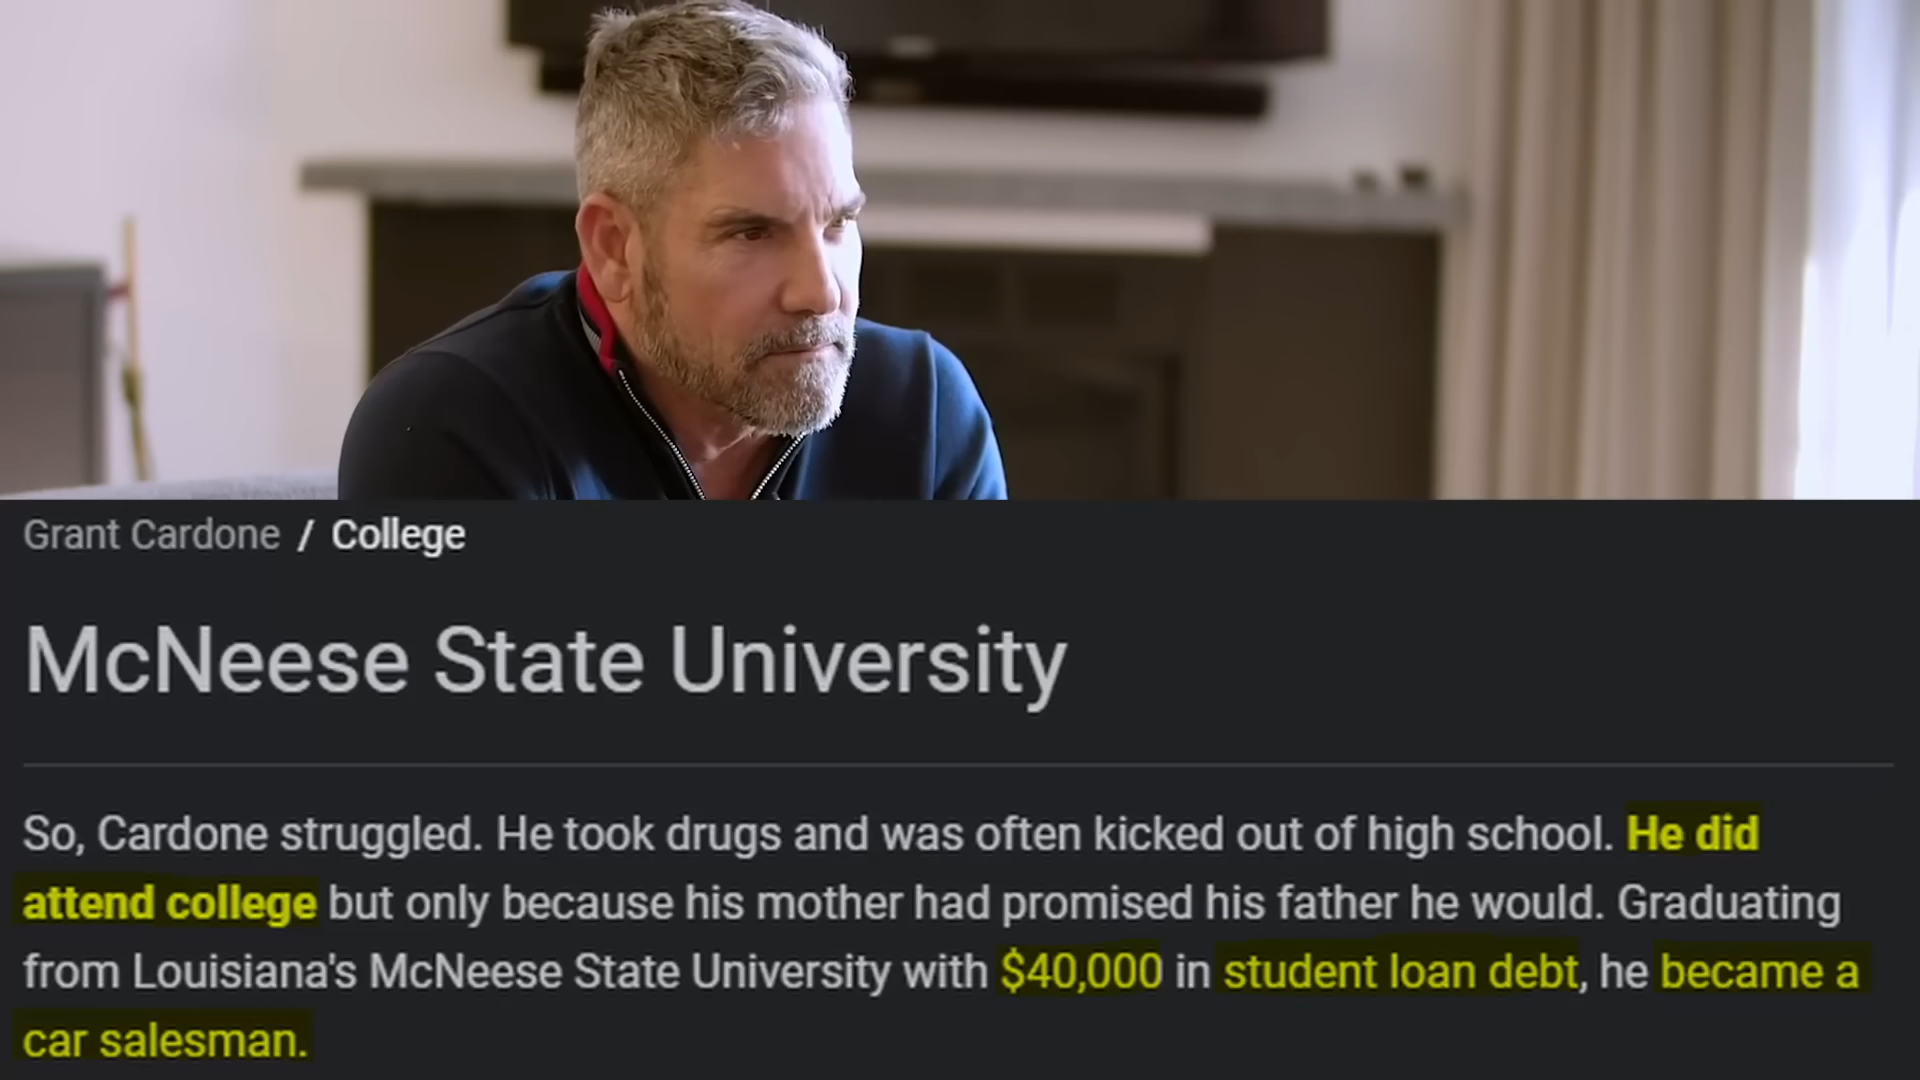 Grant Cardone / College
McNeese State University
So, Cardone struggled. He took drugs and was often kicked out of high school. He did
attend college but only because his mother had promised his father he would. Graduating
from Louisiana's McNeese State University with $40,000 in student loan debt, he became a
car salesman.